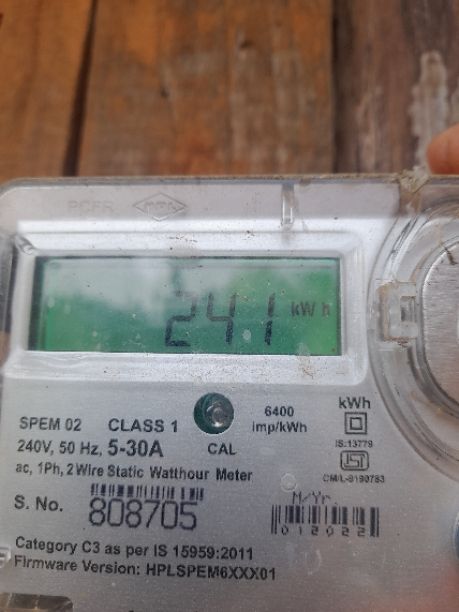 241 kWh
SPEM 02 CLASS 1
6400
imp/kWh
kWh
240V, 50 Hz, 5-30A CAL
IS:13779
ac, 1Ph, 2 Wire Static Watthour Meter
CM/L-8190783
S. No. 808705
M/Yr
012022
Category C3 as per IS 15959:2011
Firmware Version: HPLSPEM6XXX01